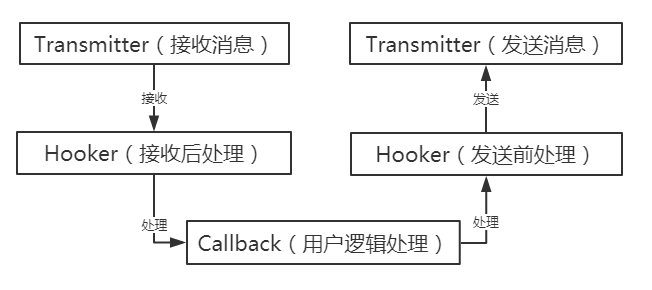 Transmitter（接收消息）
Transmitter（发送消息）
接收
发送
Hooker（接收后处理）
Hooker（发送前处理）
处理
处理
Callback（用户逻辑处理）